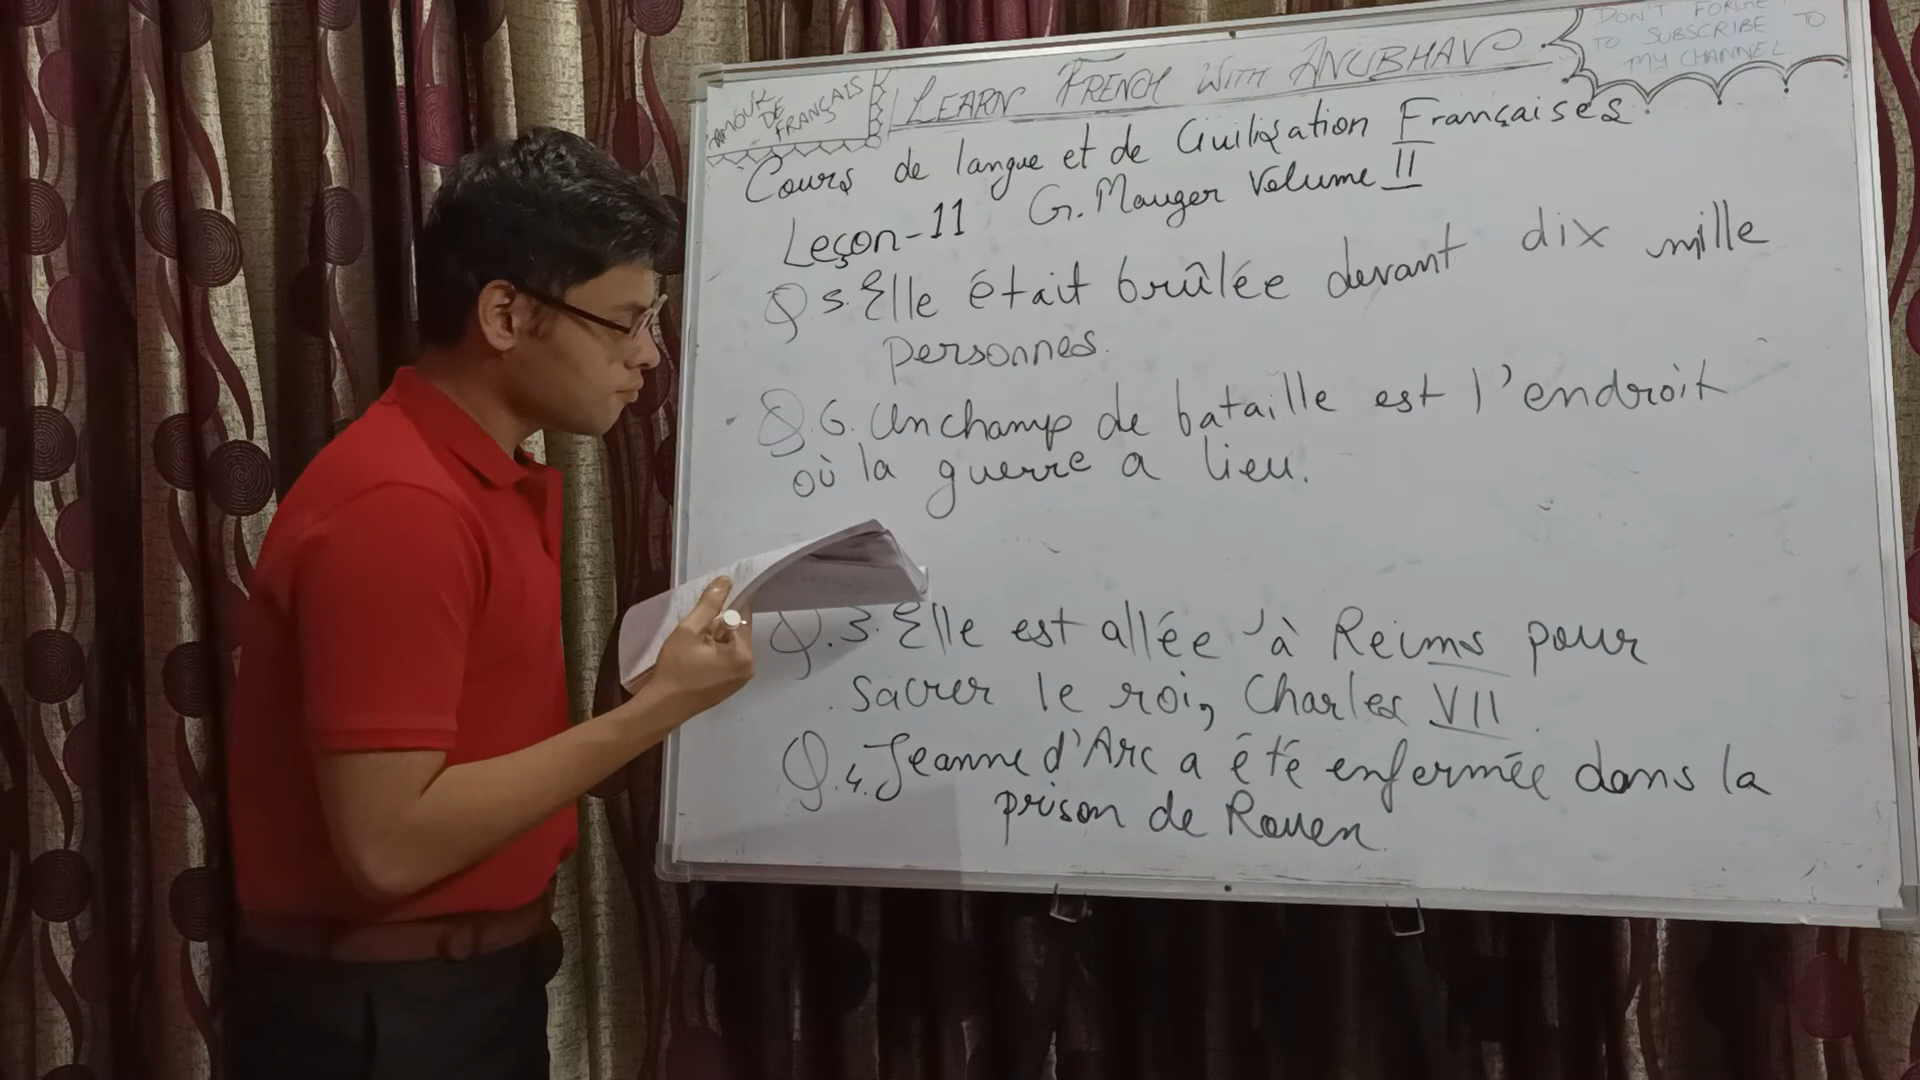 AMOUR
DE
FRANÇAIS
LEARN FRENCH WITH ANUBHAV
DON'T FORGET
TO SUBSCRIBE TO
MY CHANNEL
Cours de langue et de Civilisation Françaises.
Leçon-11 G. Mauger Volume II
Q 5. Elle était brûlée devant dix mille
personnes.
Q.6. Un champ de bataille est l'endroit
où la guerre a lieu.
Q.3. Elle est allée à Reims pour
sacrer le roi, Charles VII
Q.4. Jeanne d'Arc a été enfermée dans la
prison de Rouen